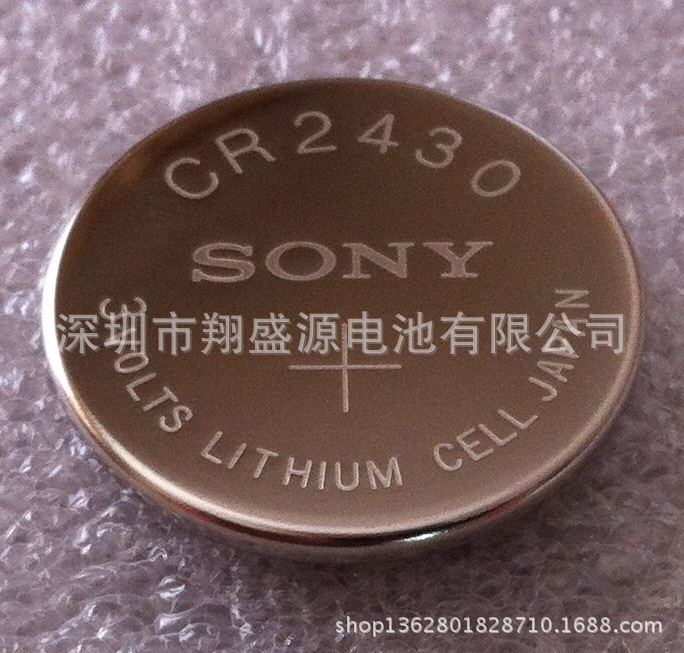 CR2430
SONY
深圳市翔盛源电池有限公司
+
3 VOLTS LITHIUM CELL JAPAN
shop1362801828710.1688.com